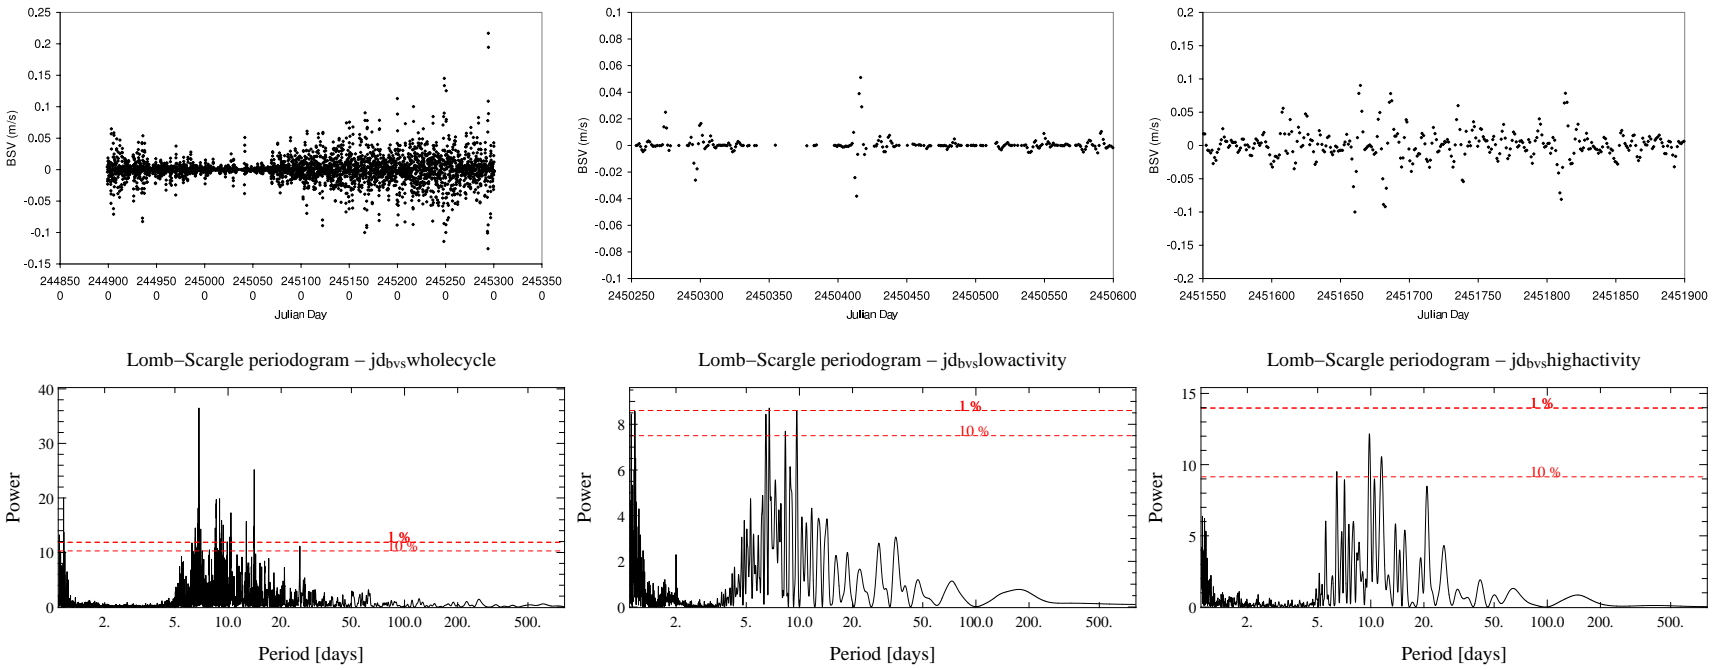 0.25
0.2
0.15
0.1
0.05
0
-0.05
-0.1
-0.15
BSV (m/s)
244850 244900 244950 245000 245050 245100 245150 245200 245250 245300 245350
0 0 0 0 0 0 0 0 0 0 0
Julian Day
0.1
0.08
0.06
0.04
0.02
0
-0.02
-0.04
-0.06
-0.08
-0.1
BSV (m/s)
2450250 2450300 2450350 2450400 2450450 2450500 2450550 2450600
Julian Day
0.2
0.15
0.1
0.05
0
-0.05
-0.1
-0.15
-0.2
BSV (m/s)
2451550 2451600 2451650 2451700 2451750 2451800 2451850 2451900
Julian Day
Lomb–Scargle periodogram – jdbvswholecycle
40
30
20
10
0
Power
1 %
10 %
2. 5. 10.0 20. 50. 100.0 200. 500.
Period [days]
Lomb–Scargle periodogram – jdbvslowactivity
8
6
4
2
0
Power
1 %
10 %
2. 5. 10.0 20. 50. 100.0 200. 500.
Period [days]
Lomb–Scargle periodogram – jdbvshighactivity
15
10
5
0
Power
1 %
10 %
2. 5. 10.0 20. 50. 100.0 200. 500.
Period [days]